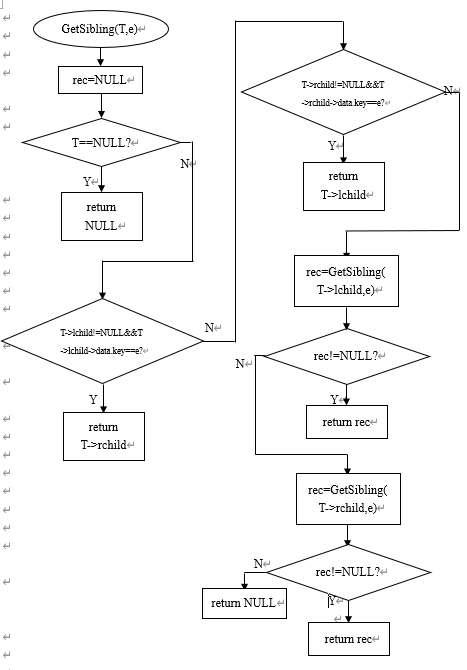 GetSibling(T,e)
rec=NULL
T==NULL?
N
Y
return
NULL
T->lchild!=NULL&&T
->lchild->data.key==e?
N
Y
return
T->rchild
T->rchild!=NULL&&T
->rchild->data.key==e?
N
Y
return
T->lchild
rec=GetSibling(
T->lchild,e)
rec!=NULL?
N
Y
return rec
rec=GetSibling(
T->rchild,e)
rec!=NULL?
N
return NULL
Y
return rec